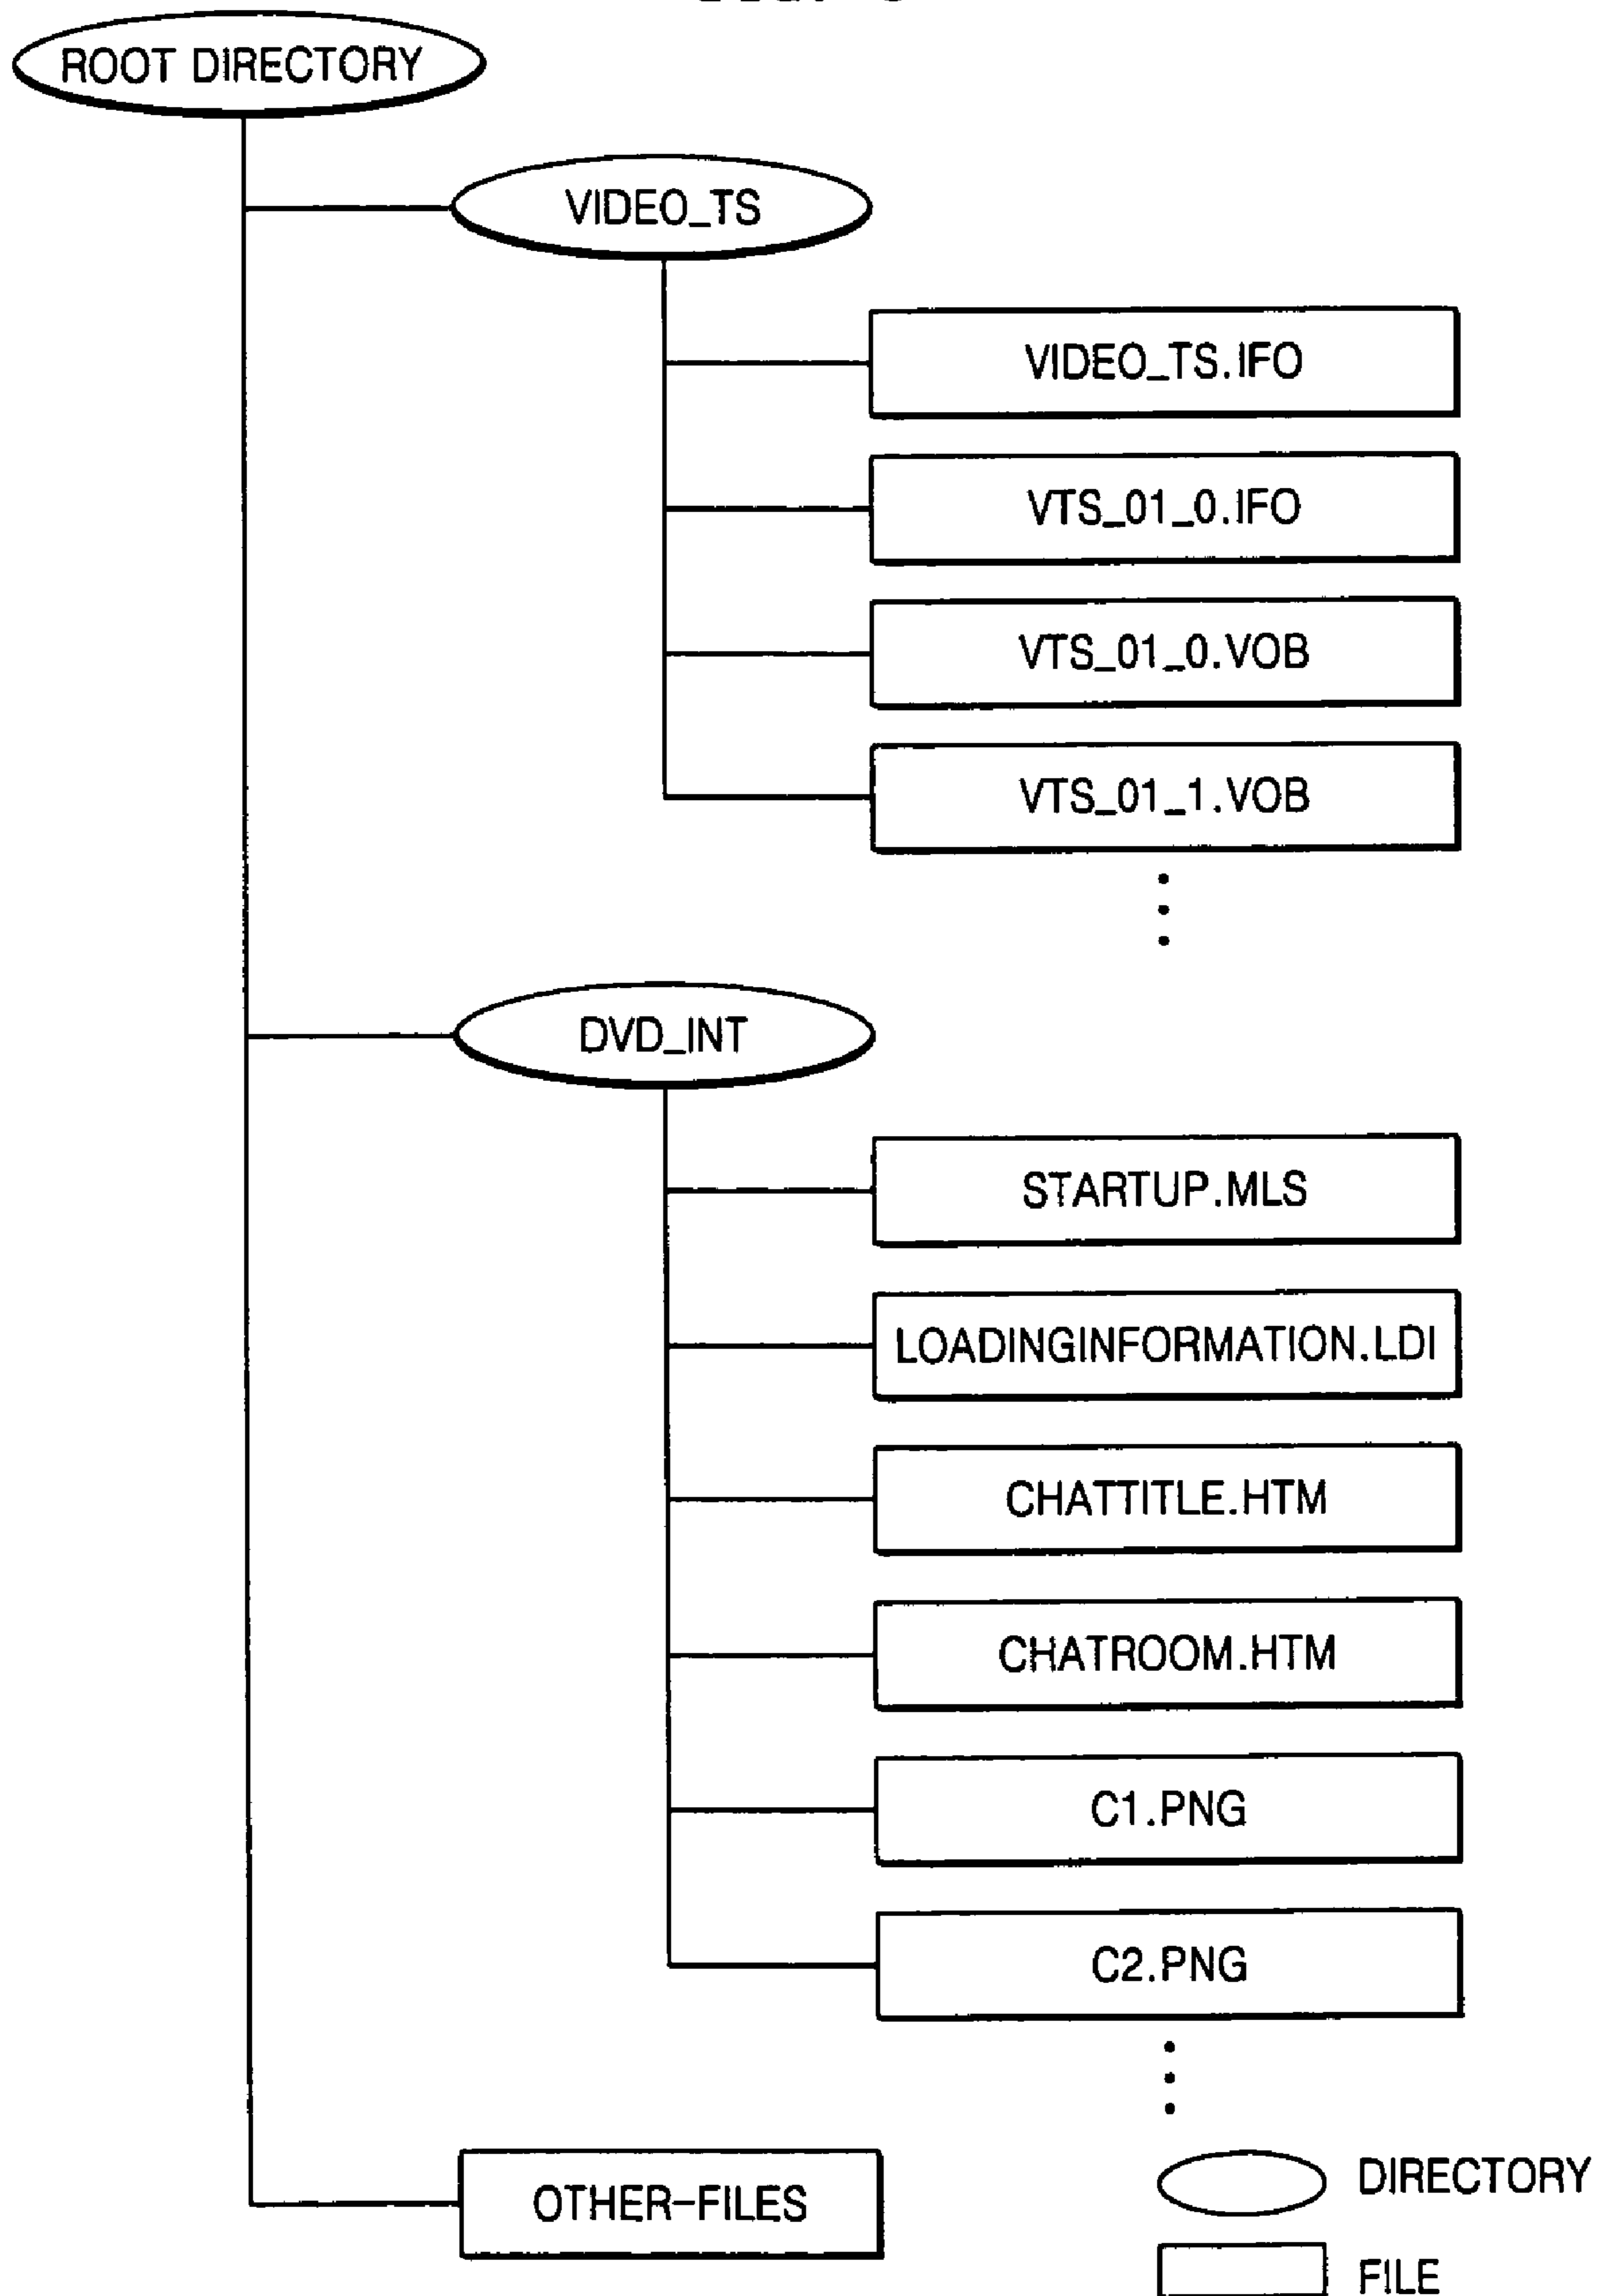 ROOT DIRECTORY
VIDEO_TS
VIDEO_TS.IFO
VTS_01_0.IFO
VTS_01_0.VOB
VTS_01_1.VOB
DVD_INT
STARTUP.MLS
LOADINGINFORMATION.LDI
CHATTITLE.HTM
CHATROOM.HTM
C1.PNG
C2.PNG
OTHER-FILES
DIRECTORY
FILE